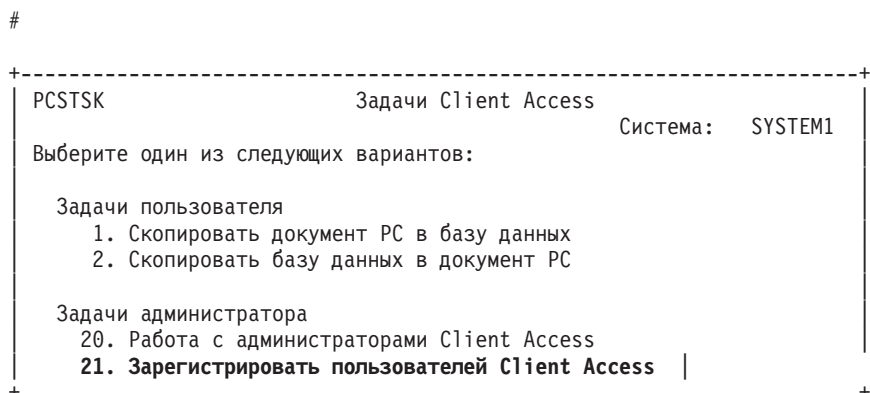 #
+----------------------------------------------------------------------+
| PCSTSK Задачи Client Access |
Система: SYSTEM1
Выберите один из следующих вариантов:
Задачи пользователя
1. Скопировать документ PC в базу данных
2. Скопировать базу данных в документ PC
Задачи администратора
20. Работа с администраторами Client Access
21. Зарегистрировать пользователей Client Access |
+ +